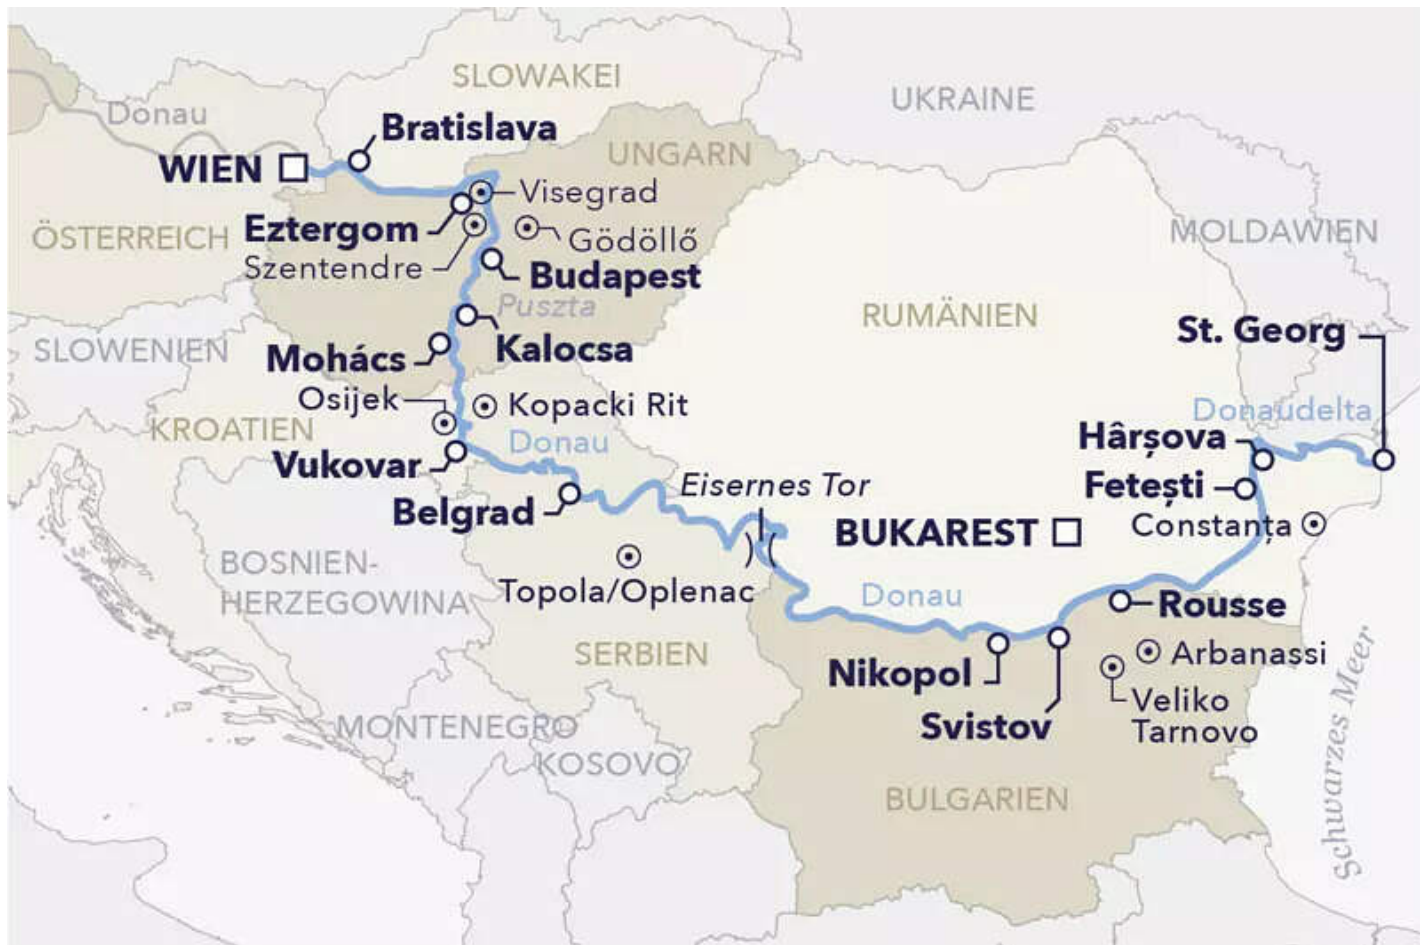 SLOWAKEI
UKRAINE
Donau
Bratislava
UNGARN
WIEN
Visegrad
Eztergom
ÖSTERREICH
Gödöllő
Szentendre
Budapest
MOLDAWIEN
Puszta
RUMÄNIEN
St. Georg
SLOWENIEN
Mohács
Kalocsa
Osijek
Kopacki Rit
Donaudelta
KROATIEN
Donau
Hârșova
Vukovar
Eisernes Tor
Fetești
Belgrad
BUKAREST
Constanța
BOSNIEN-
HERZEGOWINA
Topola/Oplenac
Donau
Rousse
SERBIEN
Arbanassi
Nikopol
Veliko
Tarnovo
Svistov
MONTENEGRO
KOSOVO
BULGARIEN
Schwarzes Meer